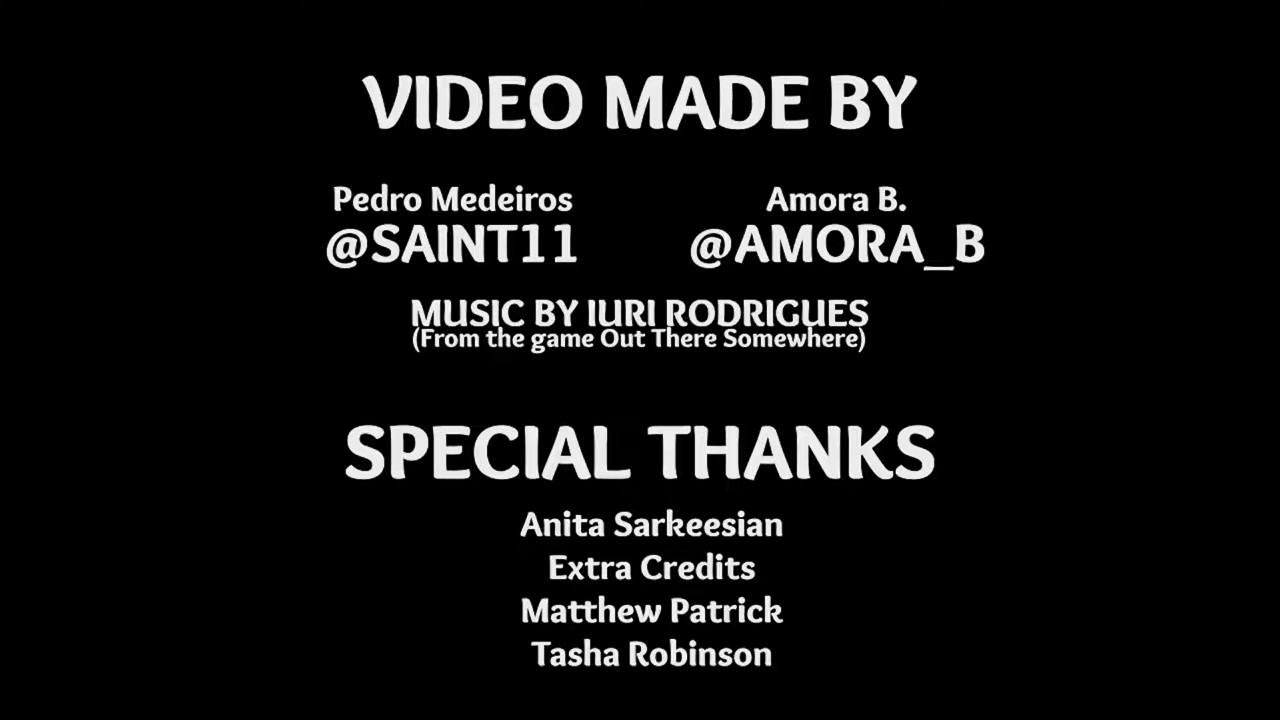 VIDEO MADE BY
Pedro Medeiros
Amora B.
@SAINT11
@AMORA_B
MUSIC BY IURI RODRIGUES
(From the game Out There Somewhere)
SPECIAL THANKS
Anita Sarkeesian
Extra Credits
Matthew Patrick
Tasha Robinson